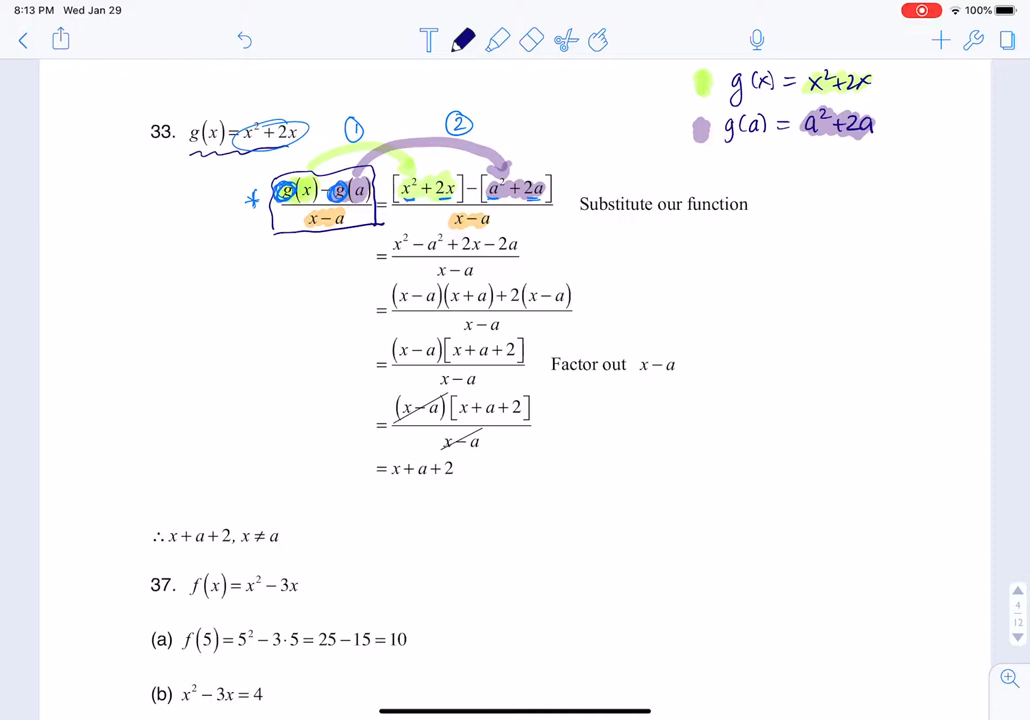 8:13 PM Wed Jan 29 100%
g(x) = x²+2x
g(a) = a²+2a
33. g(x) = x² + 2x ① ②
* (g(x) − g(a))/(x − a) = ([x² + 2x] − [a² + 2a])/(x − a) Substitute our function
= (x² − a² + 2x − 2a)/(x − a)
= ((x − a)(x + a) + 2(x − a))/(x − a)
= ((x − a)[x + a + 2])/(x − a) Factor out x − a
= ((x − a)[x + a + 2])/(x − a)
= x + a + 2
∴ x + a + 2, x ≠ a
37. f(x) = x² − 3x
(a) f(5) = 5² − 3·5 = 25 − 15 = 10
(b) x² − 3x = 4
4
12